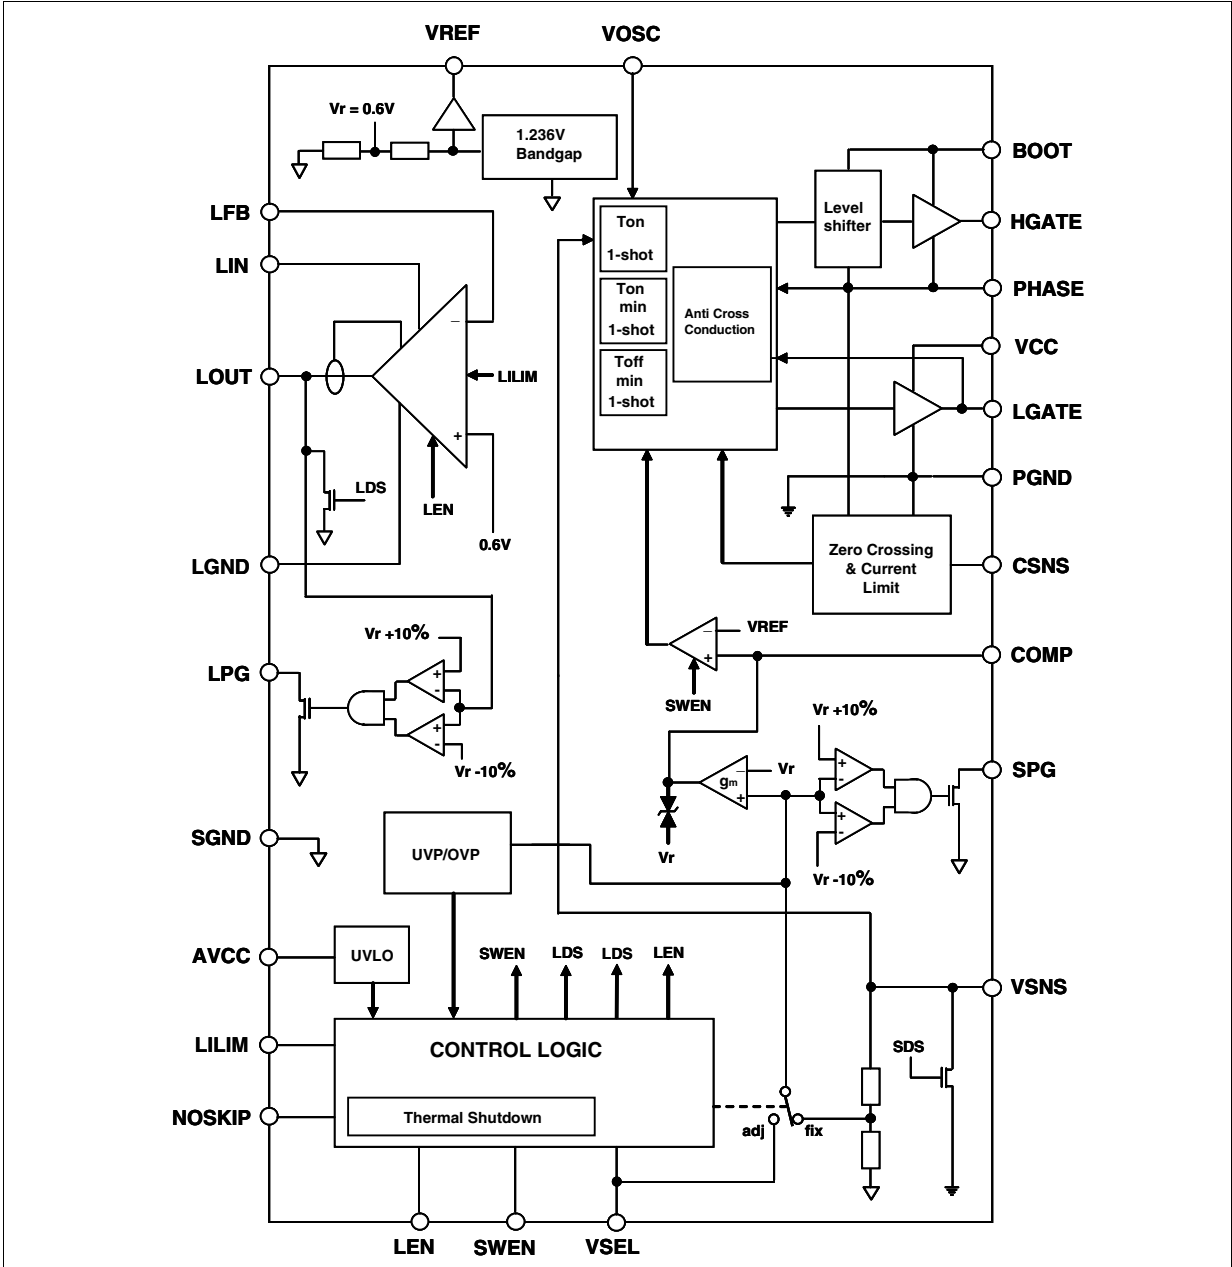 VREF
VOSC
Vr = 0.6V
1.236V
Bandgap
BOOT
LFB
Ton
1-shot
Level
shifter
HGATE
LIN
Ton
min
1-shot
Anti Cross
Conduction
PHASE
−
VCC
LOUT
LILIM
Toff
min
1-shot
LGATE
+
LDS
LEN
PGND
0.6V
LGND
Zero Crossing
& Current
Limit
CSNS
Vr +10%
− VREF
+
COMP
LPG
+
-
SWEN
+
-
Vr -10%
Vr +10%
− Vr
gm
+
+
-
SPG
+
-
Vr
Vr -10%
SGND
UVP/OVP
AVCC
UVLO
SWEN
LDS
LDS
LEN
VSNS
LILIM
CONTROL LOGIC
SDS
NOSKIP
Thermal Shutdown
adj
fix
LEN
SWEN
VSEL